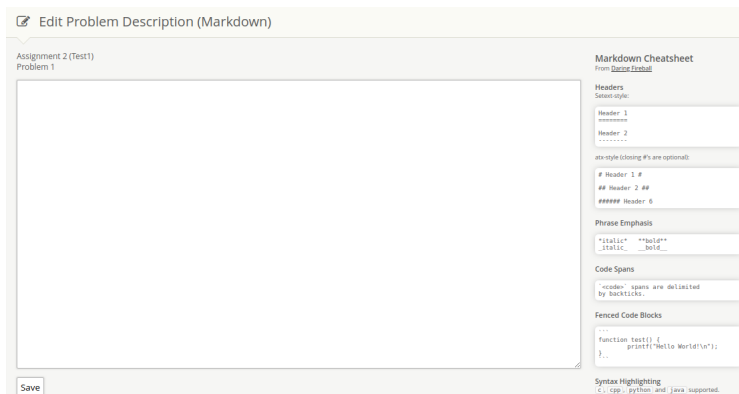 Edit Problem Description (Markdown)
Assignment 2 (Test1)
Problem 1
Save
Markdown Cheatsheet
From Daring Fireball
Headers
Setext-style:
Header 1
========
Header 2
--------
atx-style (closing #'s are optional):
# Header 1 #
## Header 2 ##
###### Header 6
Phrase Emphasis
*italic*   **bold**
_italic_   __bold__
Code Spans
`<code>` spans are delimited
by backticks.
Fenced Code Blocks
```
function test() {
        printf("Hello World!\n");
}
```
Syntax Highlighting
c, cpp, python and java supported.